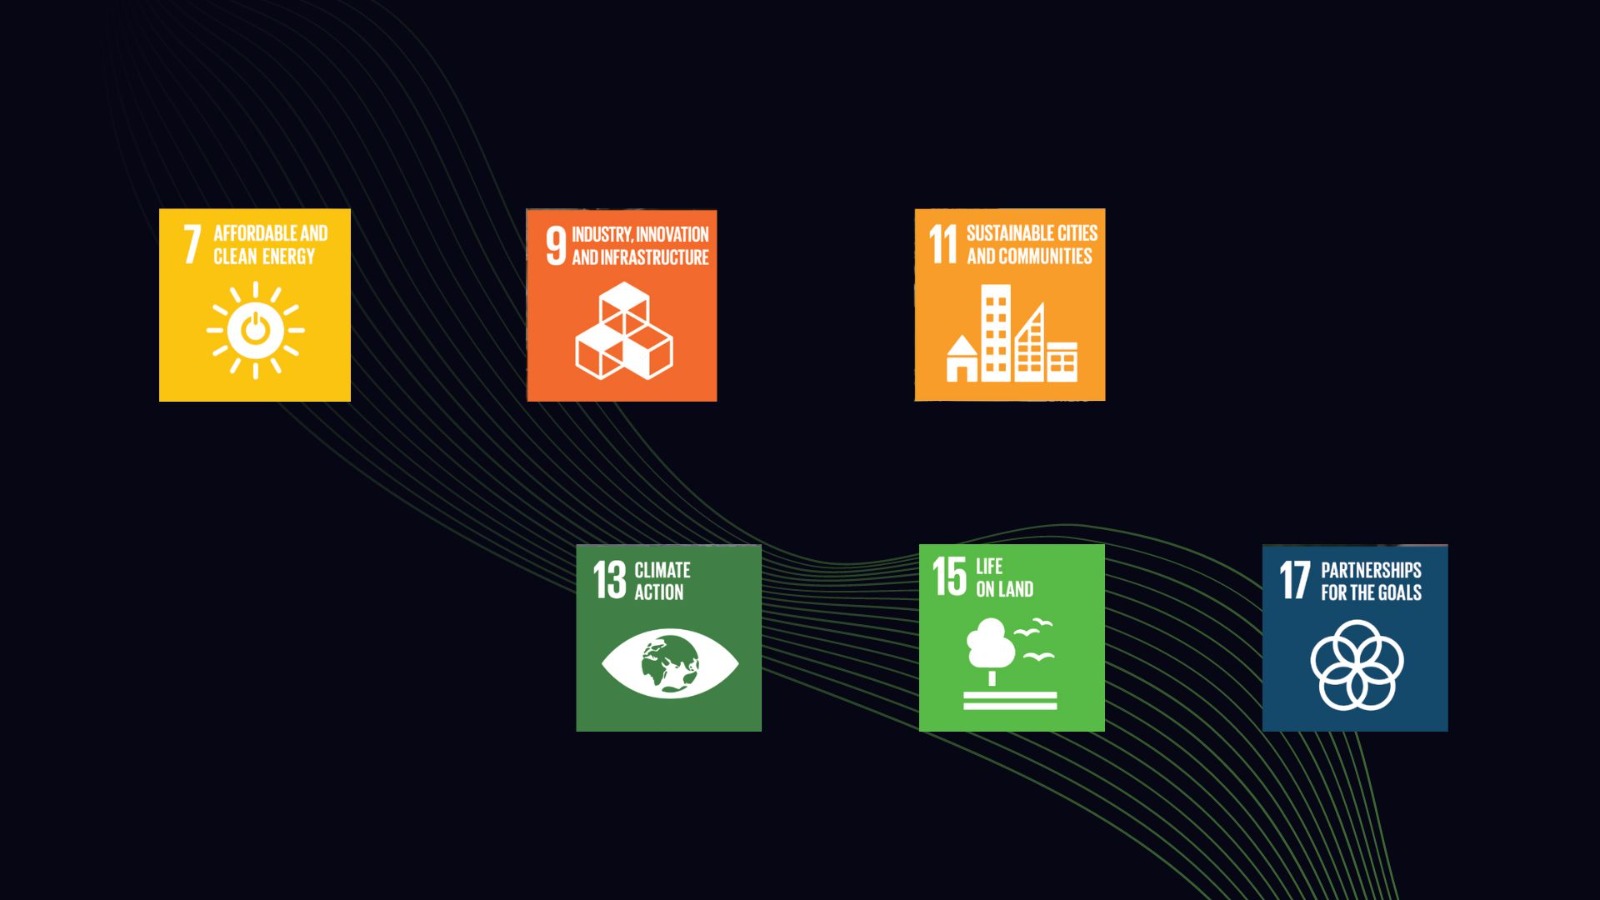 7 AFFORDABLE AND
CLEAN ENERGY
9 INDUSTRY, INNOVATION
AND INFRASTRUCTURE
11 SUSTAINABLE CITIES
AND COMMUNITIES
13 CLIMATE
ACTION
15 LIFE
ON LAND
17 PARTNERSHIPS
FOR THE GOALS